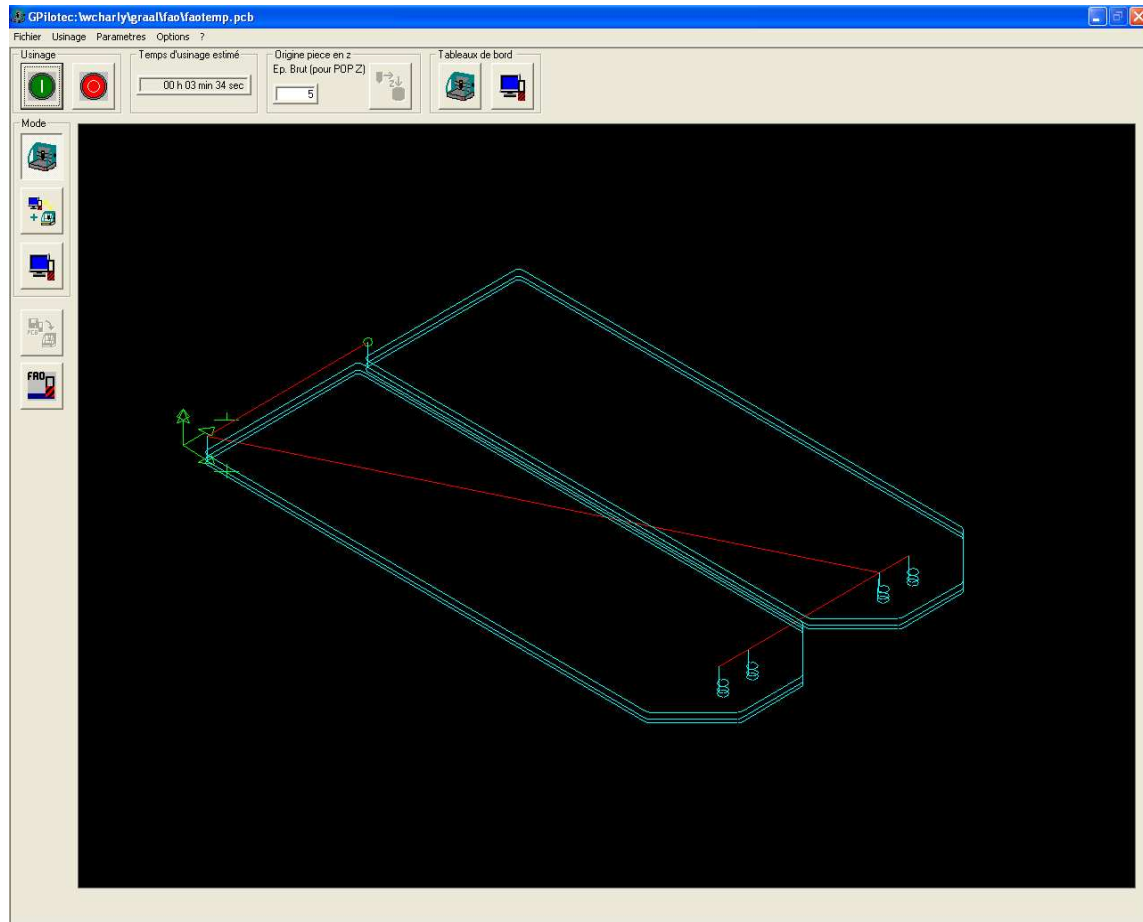 GPilotec:\wcharly\graal\fao\faotemp.pcb
Fichier Usinage Parametres Options ?
Usinage
Temps d'usinage estimé
00 h 03 min 34 sec
Origine piece en z
Ep. Brut (pour POP Z)
5
Tableaux de bord
Mode
PCB
FAO